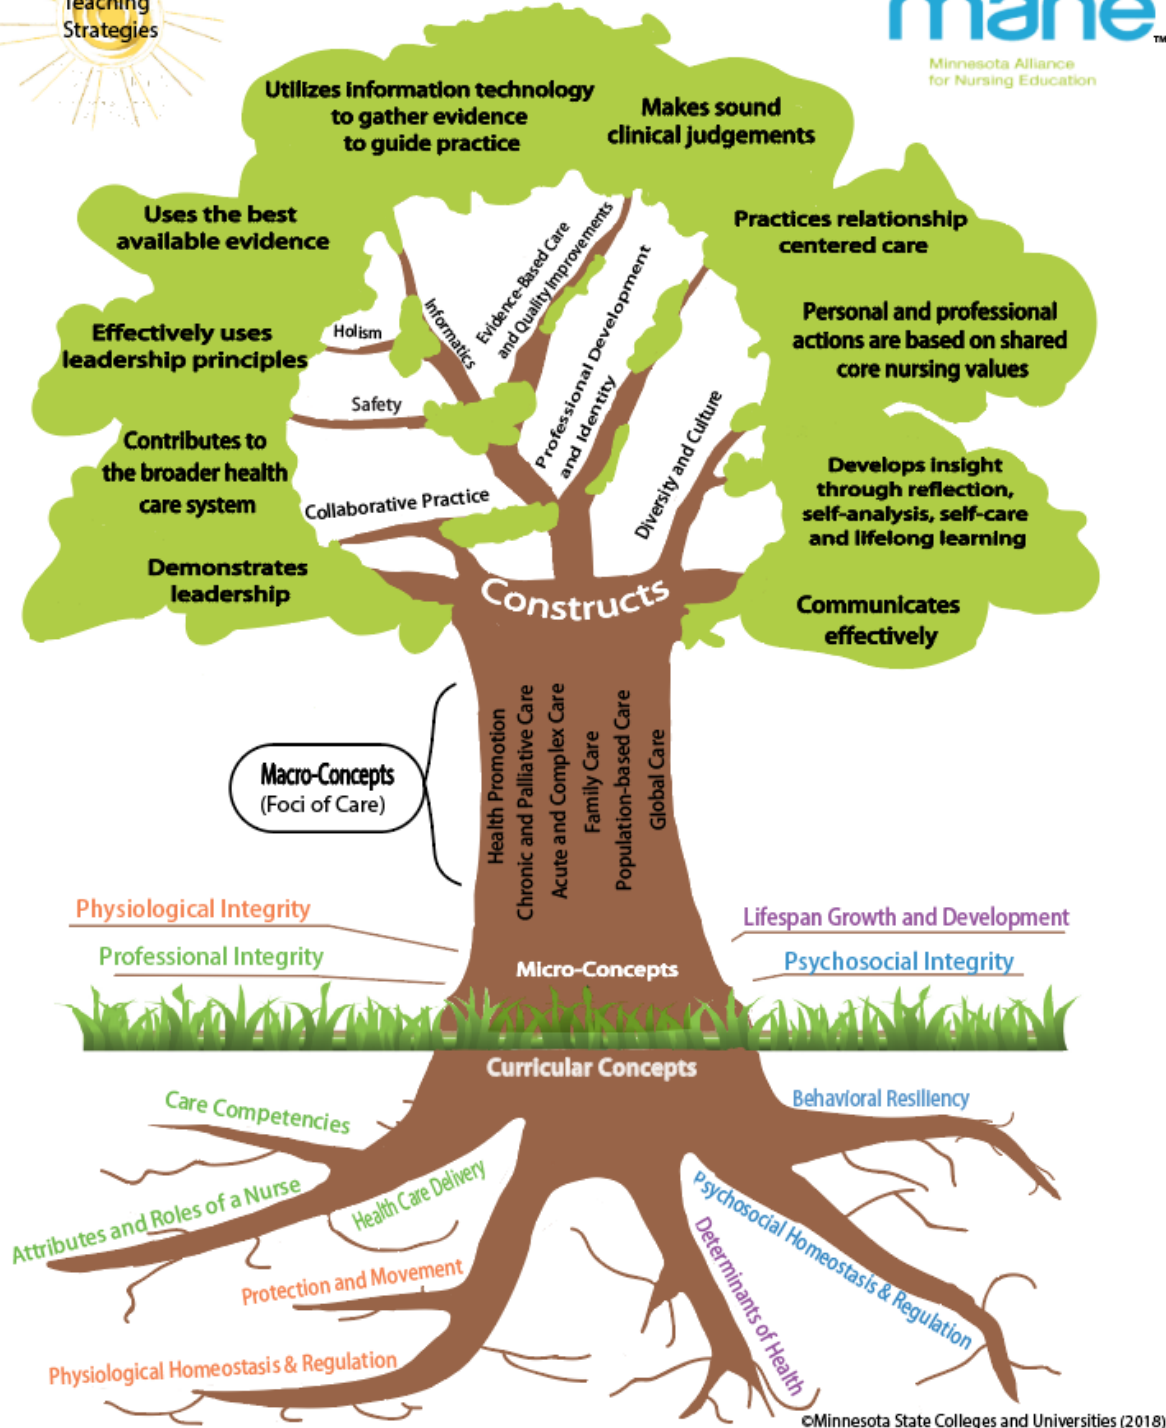 Teaching
Strategies
mane™
Minnesota Alliance
for Nursing Education
Utilizes information technology
to gather evidence
to guide practice
Makes sound
clinical judgements
Uses the best
available evidence
Practices relationship
centered care
Effectively uses
leadership principles
Personal and professional
actions are based on shared
core nursing values
Contributes to
the broader health
care system
Develops insight
through reflection,
self-analysis, self-care
and lifelong learning
Demonstrates
leadership
Communicates
effectively
Holism
Safety
Collaborative Practice
Informatics
Evidence-Based Care
and Quality Improvements
Professional Development
and Identity
Diversity and Culture
Constructs
Macro-Concepts
(Foci of Care)
Health Promotion
Chronic and Palliative Care
Acute and Complex Care
Family Care
Population-based Care
Global Care
Physiological Integrity
Professional Integrity
Lifespan Growth and Development
Psychosocial Integrity
Micro-Concepts
Curricular Concepts
Care Competencies
Attributes and Roles of a Nurse
Health Care Delivery
Protection and Movement
Physiological Homeostasis & Regulation
Behavioral Resiliency
Psychosocial Homeostasis & Regulation
Determinants of Health
©Minnesota State Colleges and Universities (2018)